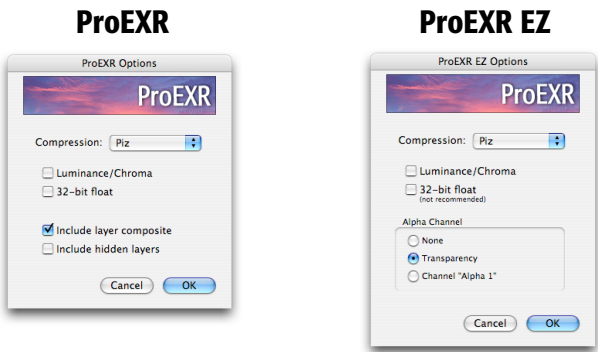 ProEXR
ProEXR Options
ProEXR
Compression: Piz
Luminance/Chroma
32-bit float
Include layer composite
Include hidden layers
Cancel OK
ProEXR EZ
ProEXR EZ Options
ProEXR
Compression: Piz
Luminance/Chroma
32-bit float
(not recommended)
Alpha Channel
None
Transparency
Channel "Alpha 1"
Cancel OK